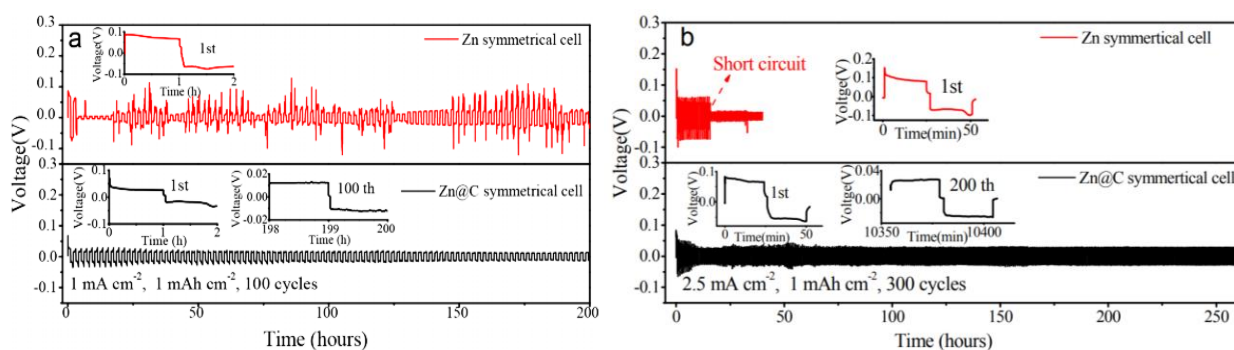 a
0.3
0.2
0.1
0.0
-0.1
Voltage(V)
Zn symmetrical cell
Voltage(V)
0.1
0.0
-0.1
1st
0
1
2
Time (h)
0.3
0.2
0.1
0.0
-0.1
Voltage(V)
Zn@C symmetrical cell
Voltage(V)
0.1
0.0
-0.1
1st
0
1
2
Time (h)
Voltage(V)
0.02
0.00
-0.02
100 th
198
199
200
Time (h)
1 mA cm⁻², 1 mAh cm⁻², 100 cycles
0
50
100
150
200
Time (hours)
b
0.3
0.2
0.1
0.0
-0.1
Voltage(V)
Zn symmertical cell
Short circuit
Voltge(V)
0.2
0.1
0.0
-0.1
1st
0
50
Time(min)
0.3
0.2
0.1
0.0
-0.1
Voltage(V)
Zn@C symmertical cell
Voltge(V)
0.1
0.0
1st
0
50
Time(min)
Voltge(V)
0.04
0.00
200 th
10350
10400
Time(min)
2.5 mA cm⁻², 1 mAh cm⁻², 300 cycles
0
50
100
150
200
250
Time (hours)